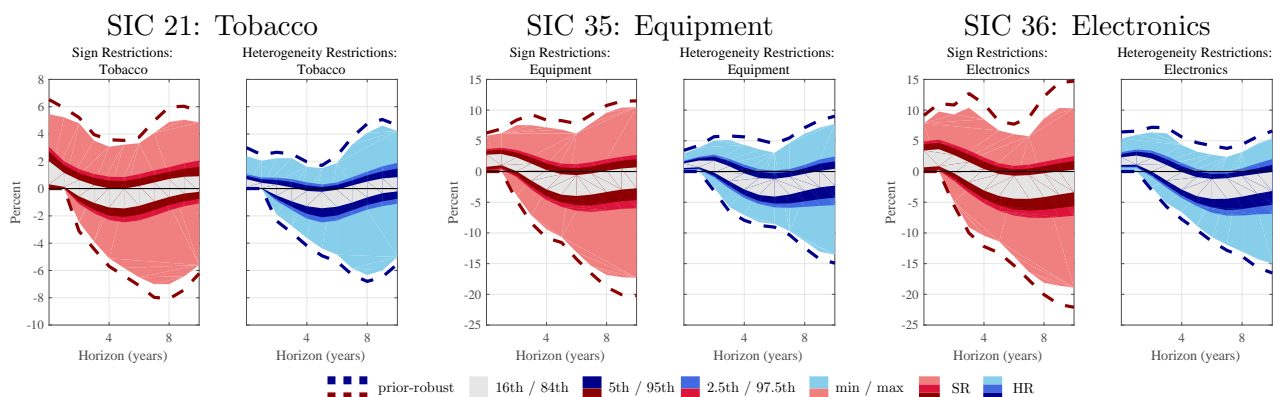 SIC 21: Tobacco
SIC 35: Equipment
SIC 36: Electronics
Sign Restrictions:
Tobacco
Heterogeneity Restrictions:
Tobacco
Sign Restrictions:
Equipment
Heterogeneity Restrictions:
Equipment
Sign Restrictions:
Electronics
Heterogeneity Restrictions:
Electronics
Percent
8
6
4
2
0
-2
-4
-6
-8
-10
4 8
Horizon (years)
4 8
Horizon (years)
Percent
15
10
5
0
-5
-10
-15
-20
-25
4 8
Horizon (years)
4 8
Horizon (years)
Percent
15
10
5
0
-5
-10
-15
-20
-25
4 8
Horizon (years)
4 8
Horizon (years)
prior-robust 16th / 84th 5th / 95th 2.5th / 97.5th min / max SR HR